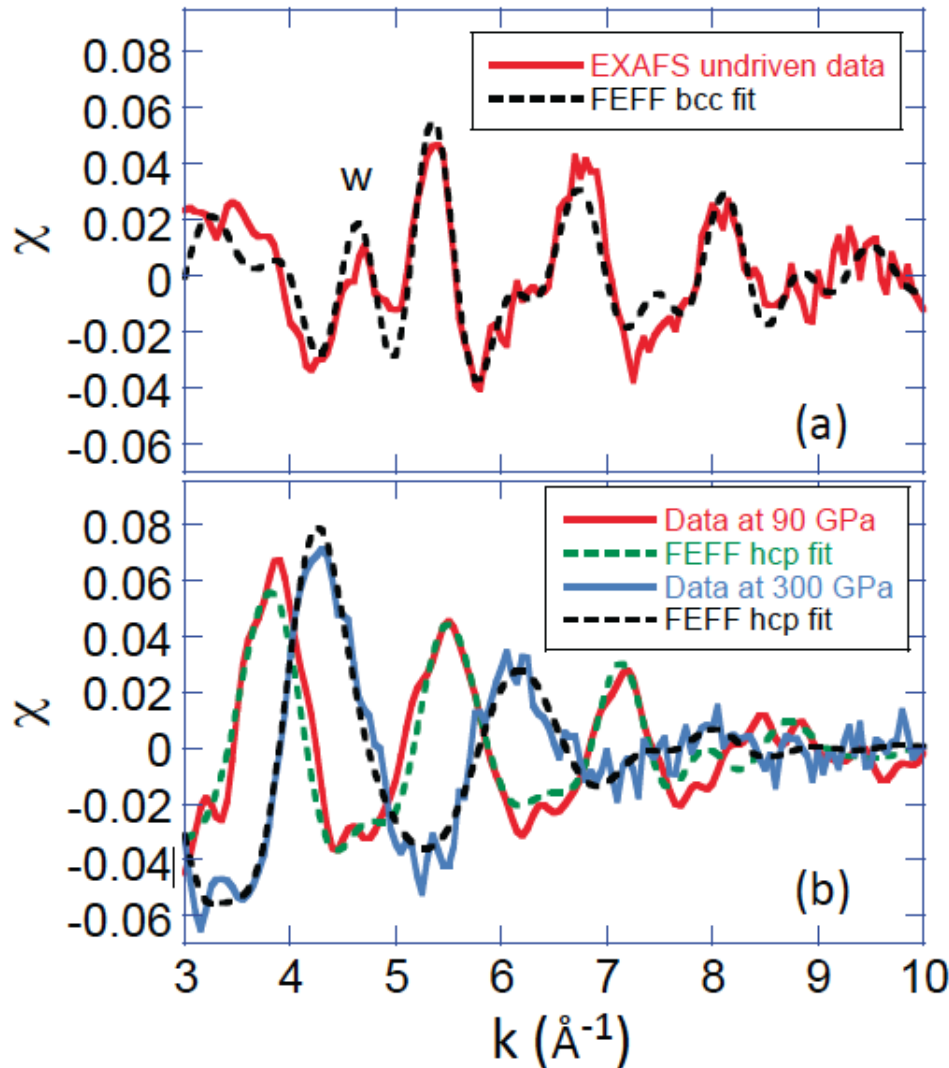 0.08
0.06
0.04
0.02
0
-0.02
-0.04
-0.06
χ
EXAFS undriven data
FEFF bcc fit
w
(a)
0.08
0.06
0.04
0.02
0
-0.02
-0.04
-0.06
χ
Data at 90 GPa
FEFF hcp fit
Data at 300 GPa
FEFF hcp fit
(b)
3 4 5 6 7 8 9 10
k (Å⁻¹)